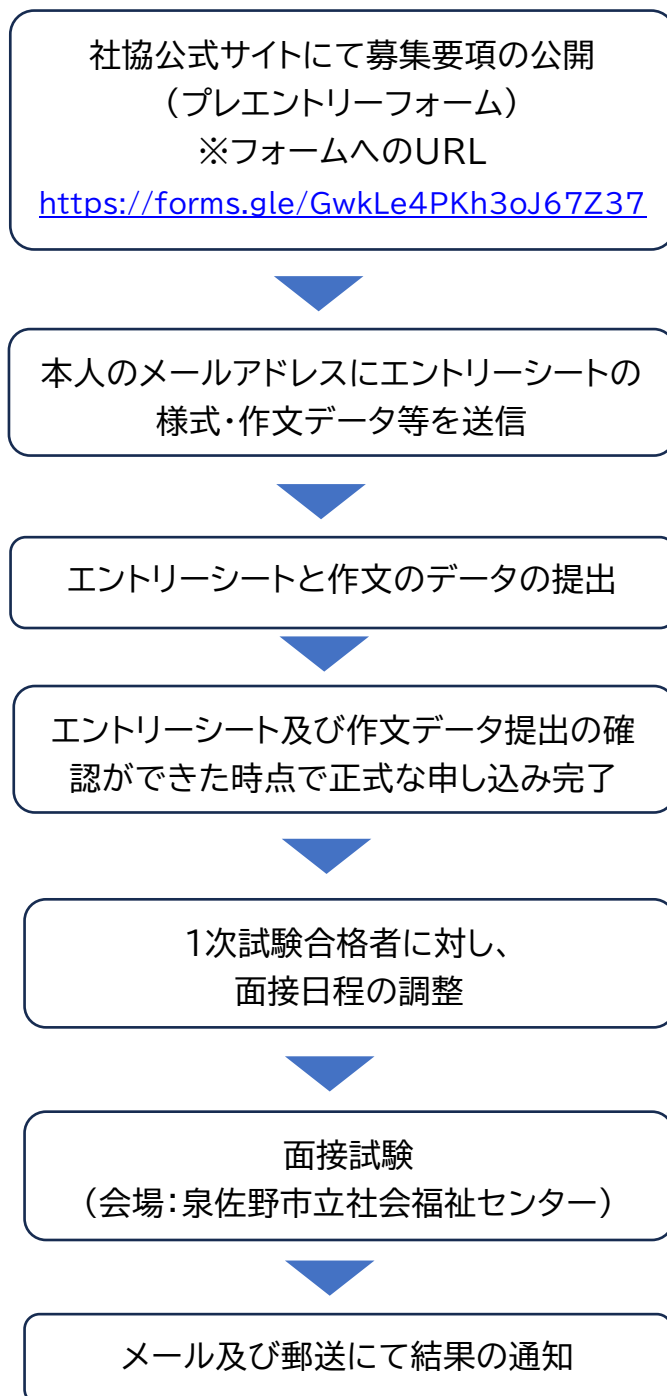 社協公式サイトにて募集要項の公開
（プレエントリーフォーム）
※フォームへのURL
https://forms.gle/GwkLe4PKh3oJ67Z37
本人のメールアドレスにエントリーシートの
様式・作文データ等を送信
エントリーシートと作文のデータの提出
エントリーシート及び作文データ提出の確
認ができた時点で正式な申し込み完了
1次試験合格者に対し、
面接日程の調整
面接試験
（会場：泉佐野市立社会福祉センター）
メール及び郵送にて結果の通知